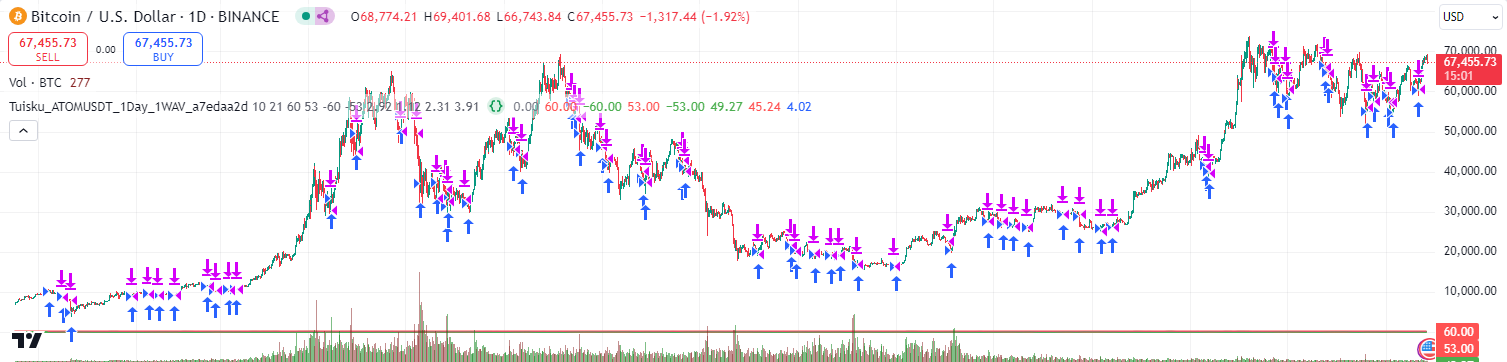 Bitcoin / U.S. Dollar · 1D · BINANCE O68,774.21 H69,401.68 L66,743.84 C67,455.73 −1,317.44 (−1.92%)
USD
67,455.73 SELL
0.00
67,455.73 BUY
Vol · BTC 277
Tuisku_ATOMUSDT_1Day_1WAV_a7edaa2d 10 21 60 53 -60 -53 2.92 1.12 2.31 3.91 0.00 60.00 −60.00 53.00 −53.00 49.27 45.24 4.02
70,000.00
67,455.73
15:01
60,000.00
50,000.00
40,000.00
30,000.00
20,000.00
10,000.00
60.00
53.00